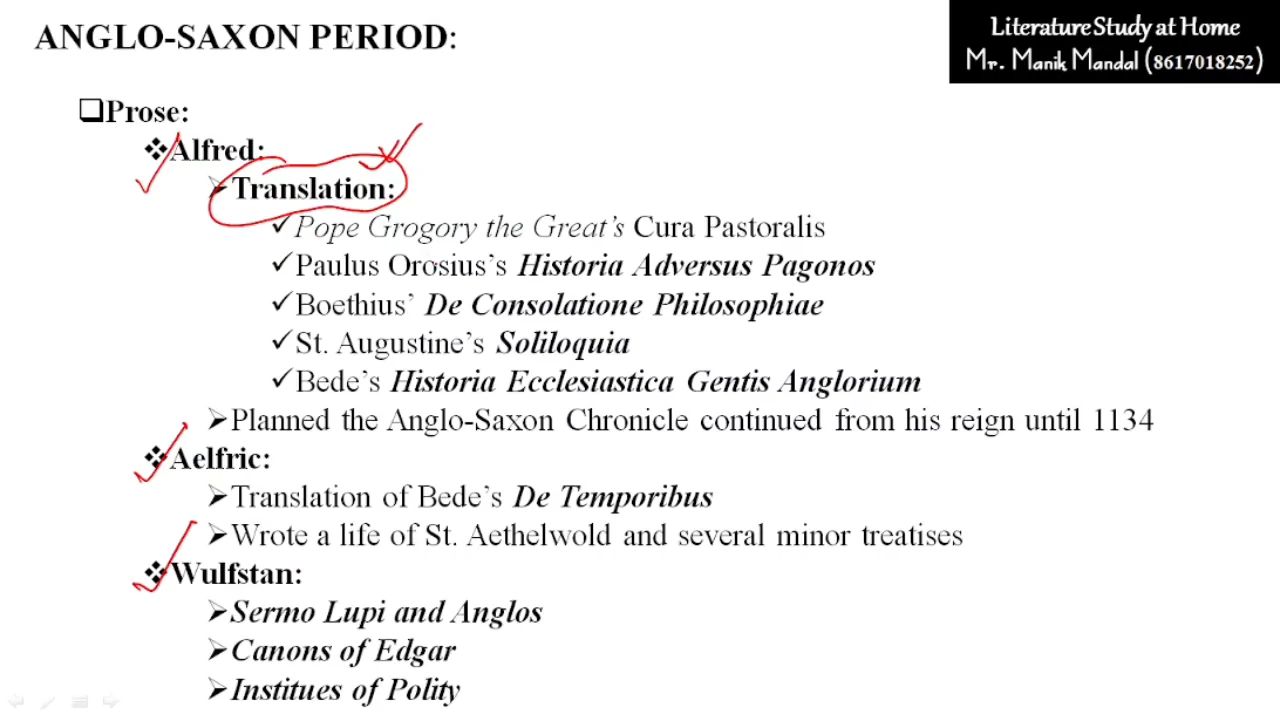 ANGLO-SAXON PERIOD:
Literature Study at Home
Mr. Manik Mandal (8617018252)
Prose:
Alfred:
Translation:
Pope Grogory the Great's Cura Pastoralis
Paulus Orosius's Historia Adversus Pagonos
Boethius' De Consolatione Philosophiae
St. Augustine's Soliloquia
Bede's Historia Ecclesiastica Gentis Anglorium
Planned the Anglo-Saxon Chronicle continued from his reign until 1134
Aelfric:
Translation of Bede's De Temporibus
Wrote a life of St. Aethelwold and several minor treatises
Wulfstan:
Sermo Lupi and Anglos
Canons of Edgar
Institues of Polity